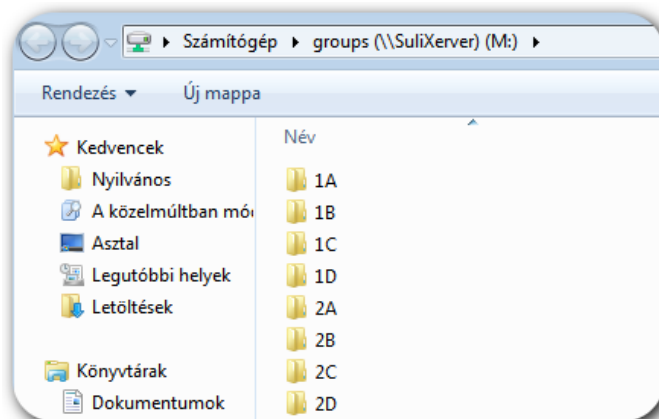 Számítógép groups (\\SuliXerver) (M:)
Rendezés Új mappa
Kedvencek
Nyilvános
A közelmúltban
Asztal
Legutóbbi helyek
Letöltések
Könyvtárak
Dokumentumok
Név
1A
1B
1C
1D
2A
2B
2C
2D